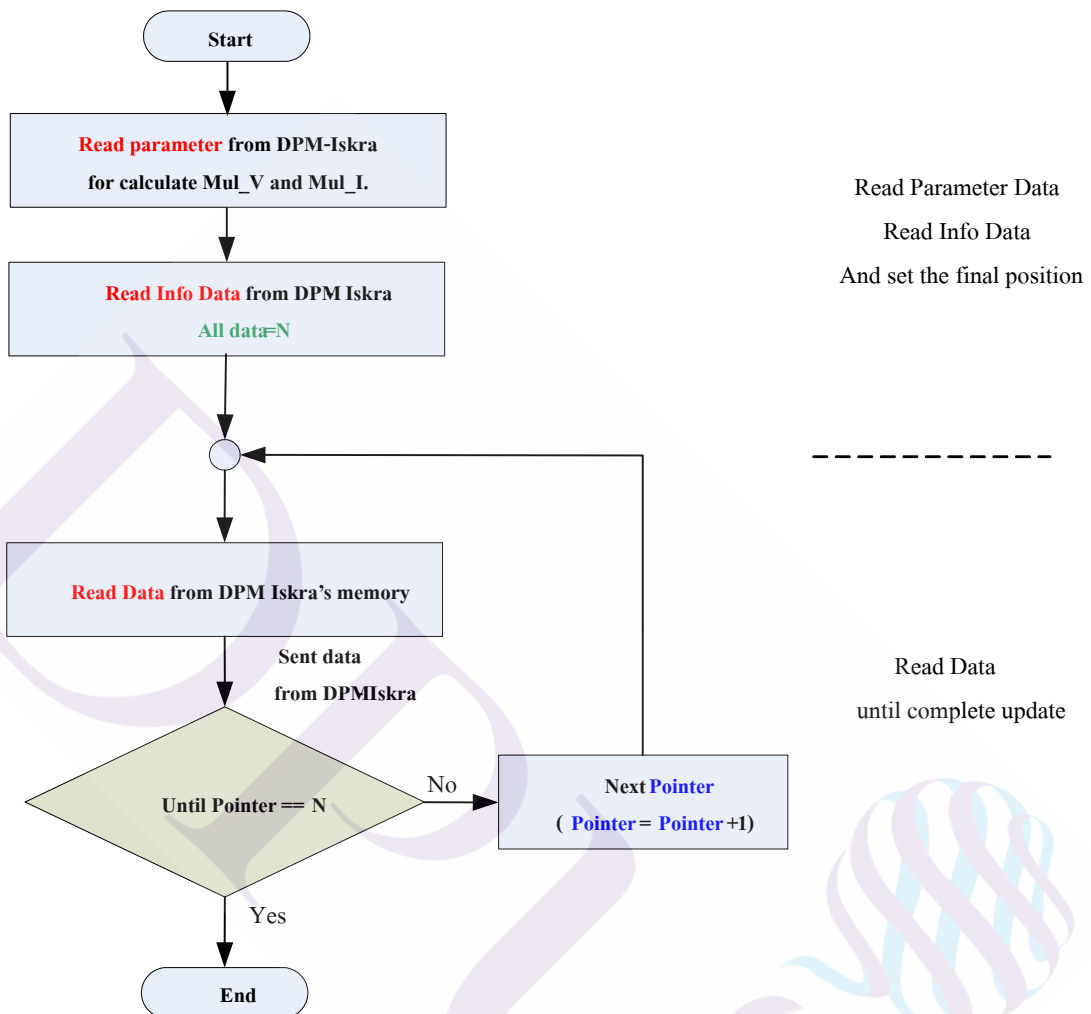 Start
Read parameter from DPM-Iskra
for calculate Mul_V and Mul_I.
Read Parameter Data
Read Info Data
And set the final position
Read Info Data from DPM Iskra
All data=N
Read Data from DPM Iskra's memory
Sent data
from DPMIskra
Read Data
until complete update
Until Pointer == N
No
Next Pointer
( Pointer = Pointer +1)
Yes
End